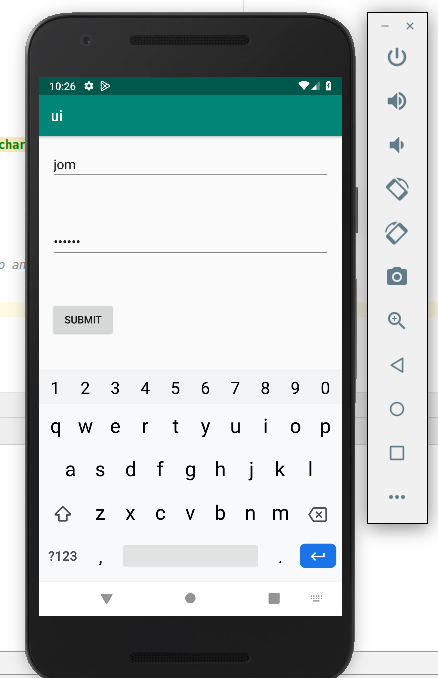 10:26
ui
char
jom
••••••
o an
SUBMIT
1 2 3 4 5 6 7 8 9 0
q w e r t y u i o p
a s d f g h j k l
z x c v b n m
?123 , .